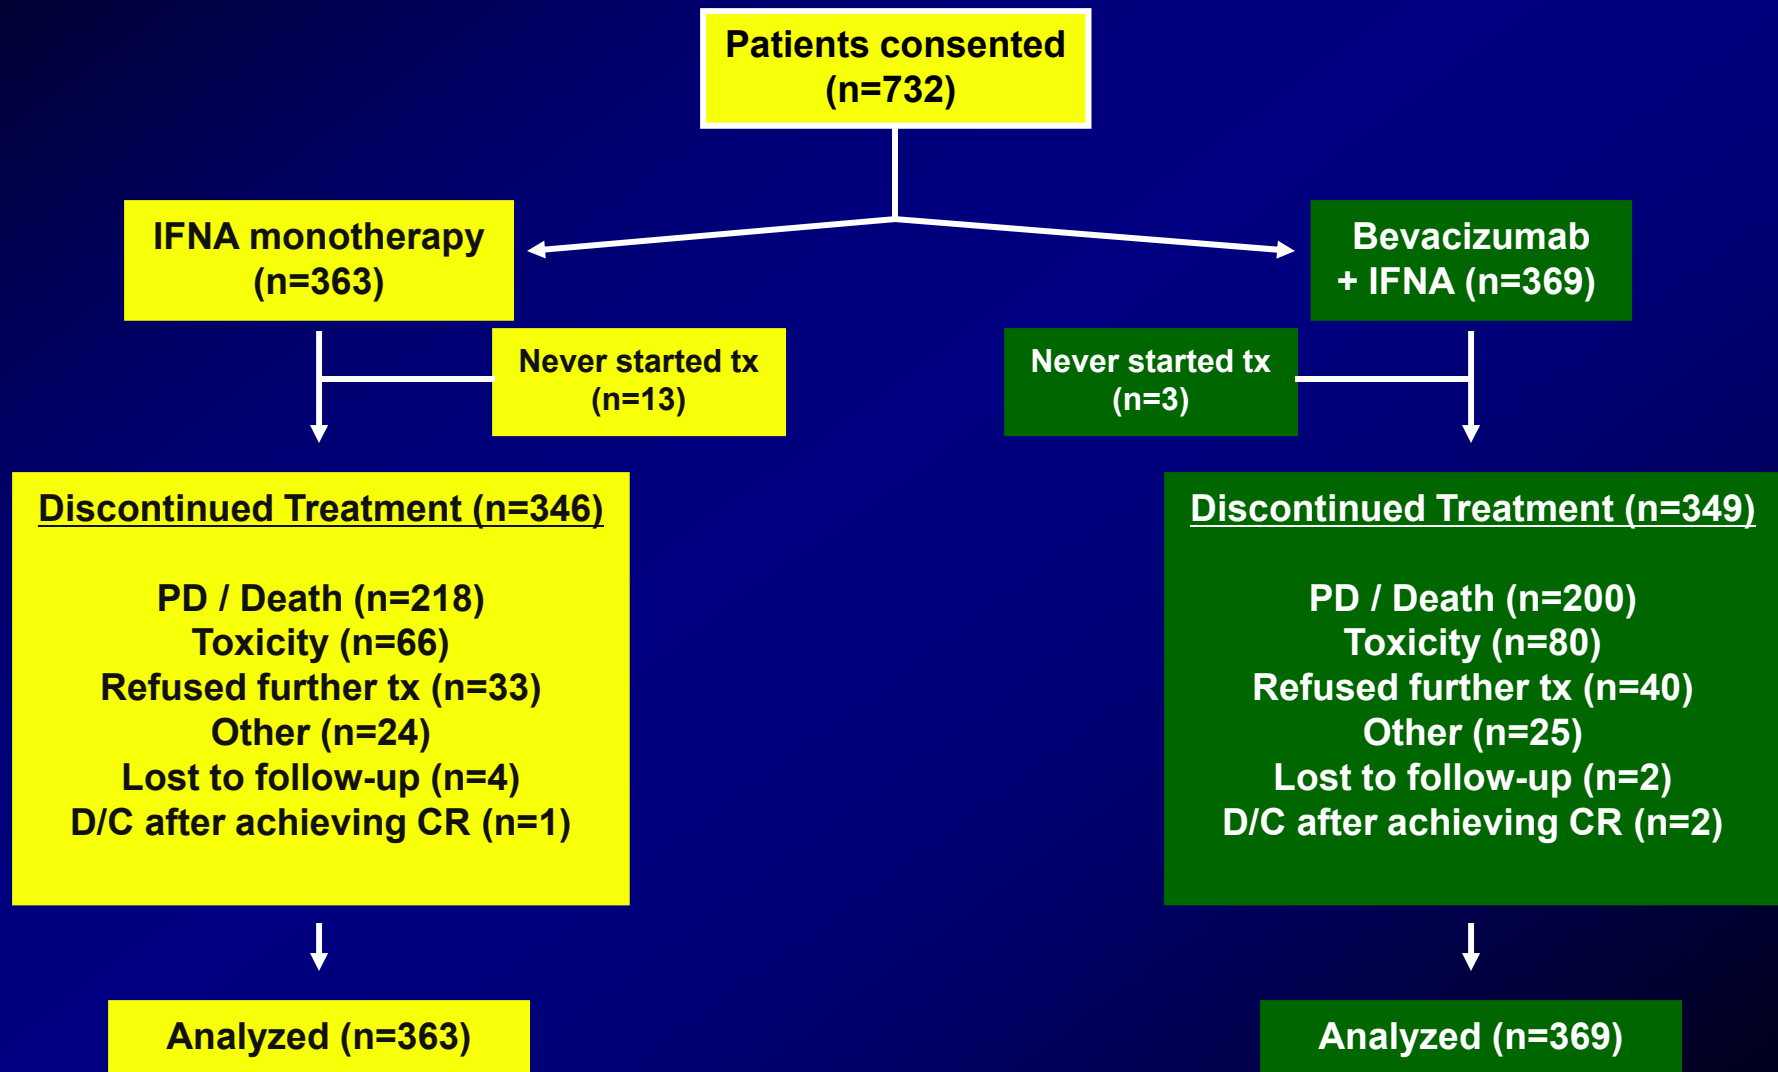 Patients consented
(n=732)
IFNA monotherapy
(n=363)
Bevacizumab
+ IFNA (n=369)
Never started tx
(n=13)
Never started tx
(n=3)
Discontinued Treatment (n=346)
PD / Death (n=218)
Toxicity (n=66)
Refused further tx (n=33)
Other (n=24)
Lost to follow-up (n=4)
D/C after achieving CR (n=1)
Discontinued Treatment (n=349)
PD / Death (n=200)
Toxicity (n=80)
Refused further tx (n=40)
Other (n=25)
Lost to follow-up (n=2)
D/C after achieving CR (n=2)
Analyzed (n=363)
Analyzed (n=369)